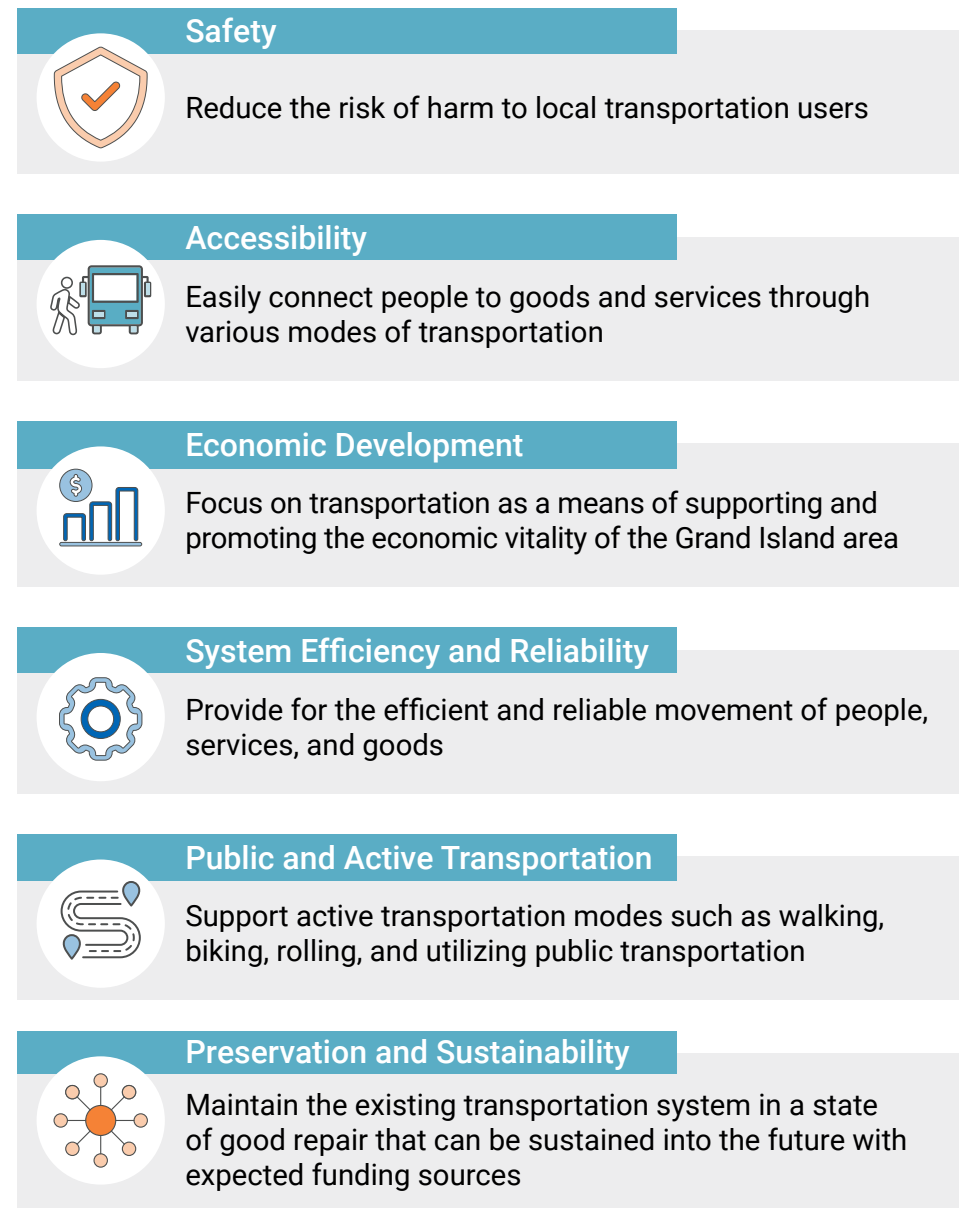 Safety
Reduce the risk of harm to local transportation users
Accessibility
Easily connect people to goods and services through
various modes of transportation
$
Economic Development
Focus on transportation as a means of supporting and
promoting the economic vitality of the Grand Island area
System Efficiency and Reliability
Provide for the efficient and reliable movement of people,
services, and goods
Public and Active Transportation
Support active transportation modes such as walking,
biking, rolling, and utilizing public transportation
Preservation and Sustainability
Maintain the existing transportation system in a state
of good repair that can be sustained into the future with
expected funding sources